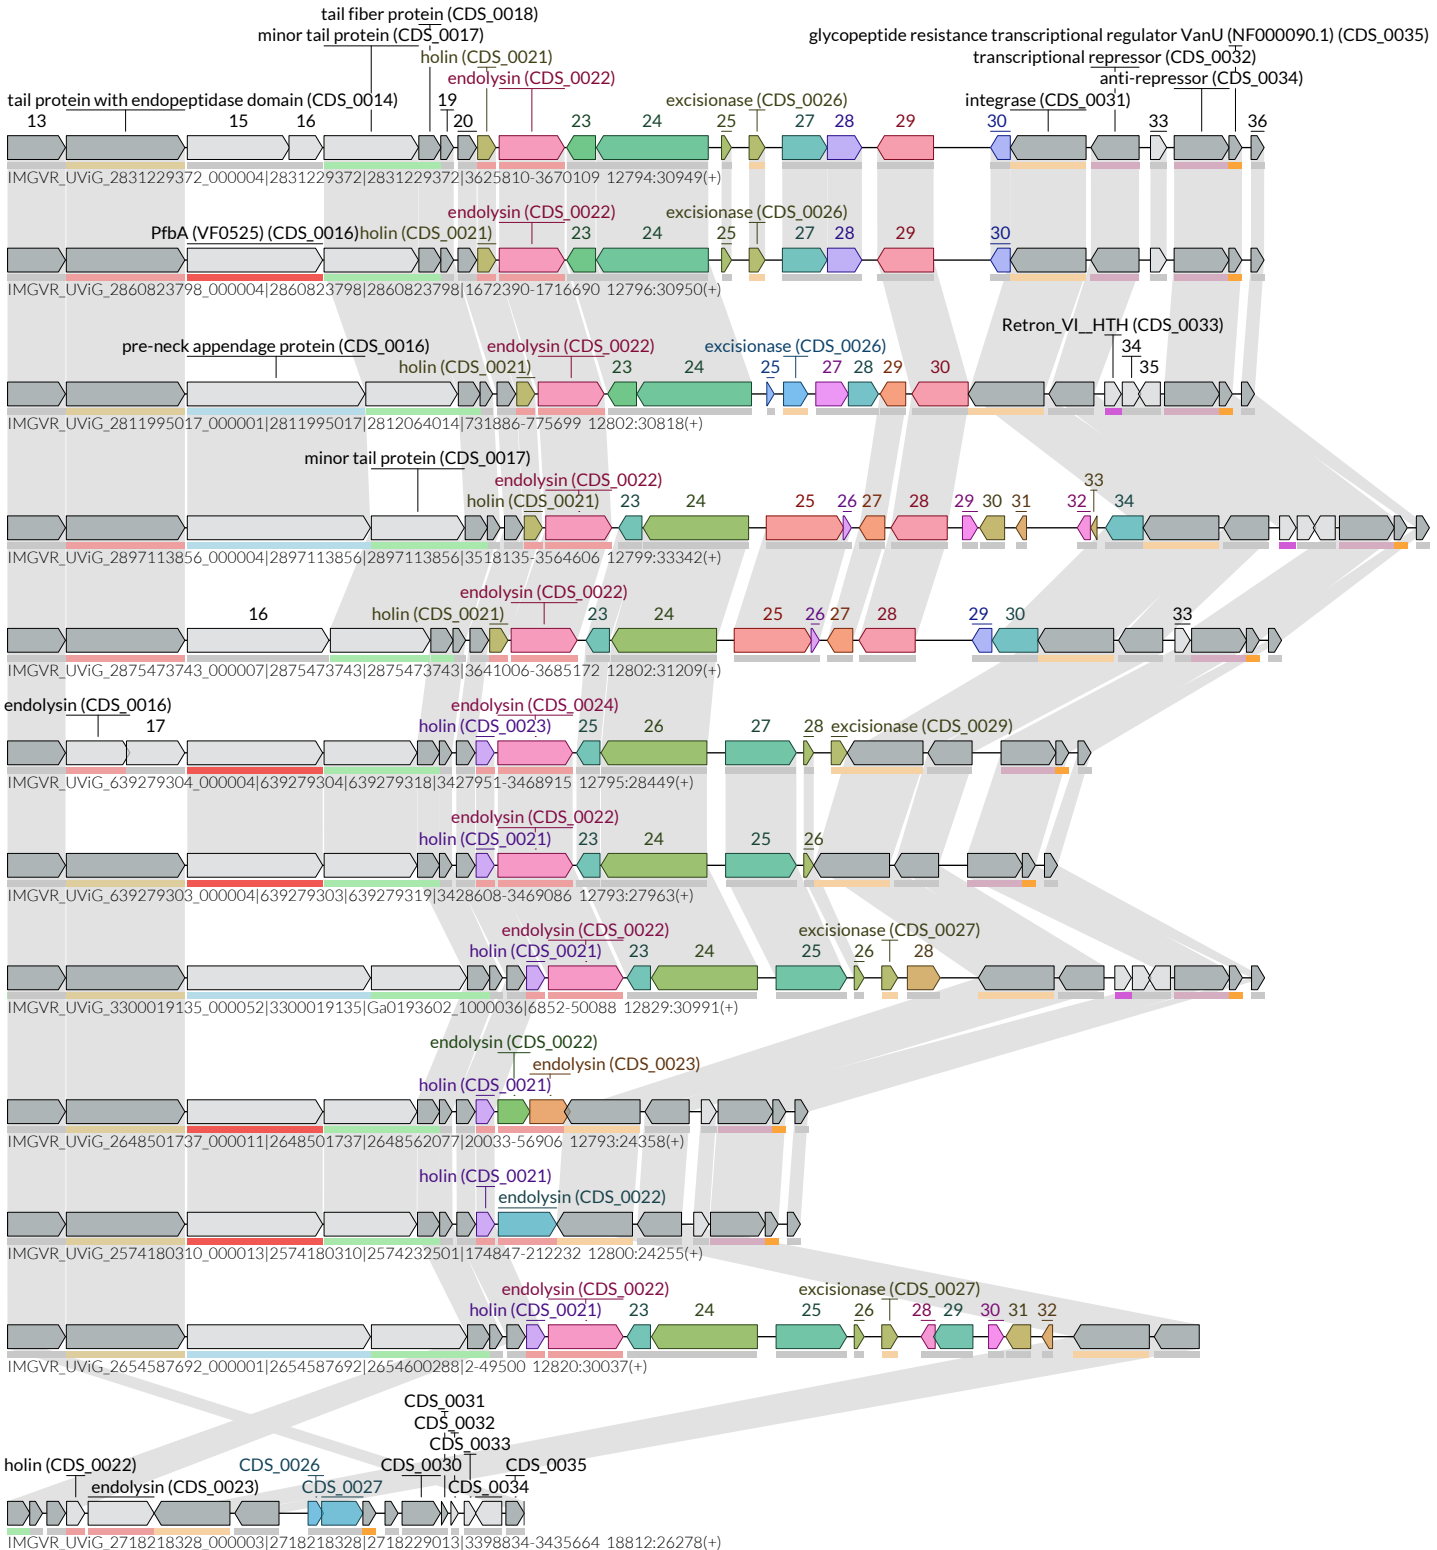 tail fiber protein (CDS_0018)
minor tail protein (CDS_0017) glycopeptide resistance transcriptional regulator VanU (NF000090.1) (CDS_0035)
holin (CDS_0021) transcriptional repressor (CDS_0032)
endolysin (CDS_0022) anti-repressor (CDS_0034)
tail protein with endopeptidase domain (CDS_0014) 19 excisionase (CDS_0026) integrase (CDS_0031)
13 15 16 20 23 24 25 27 28 29 30 33 36
IMGVR_UViG_2831229372_000004|2831229372|2831229372|3625810-3670109 12794:30949(+)
endolysin (CDS_0022) excisionase (CDS_0026)
PfbA (VF0525) (CDS_0016) holin (CDS_0021) 23 24 25 27 28 29 30
IMGVR_UViG_2860823798_000004|2860823798|2860823798|1672390-1716690 12796:30950(+)
Retron_VI__HTH (CDS_0033)
pre-neck appendage protein (CDS_0016) endolysin (CDS_0022) excisionase (CDS_0026) 34
holin (CDS_0021) 23 24 25 27 28 29 30 35
IMGVR_UViG_2811995017_000001|2811995017|2812064014|731886-775699 12802:30818(+)
minor tail protein (CDS_0017)
endolysin (CDS_0022) 33
holin (CDS_0021) 23 24 25 26 27 28 29 30 31 32 34
IMGVR_UViG_2897113856_000004|2897113856|2897113856|3518135-3564606 12799:33342(+)
endolysin (CDS_0022)
16 holin (CDS_0021) 23 24 25 26 27 28 29 30 33
IMGVR_UViG_2875473743_000007|2875473743|2875473743|3641006-3685172 12802:31209(+)
endolysin (CDS_0016) endolysin (CDS_0024)
17 holin (CDS_0023) 25 26 27 28 excisionase (CDS_0029)
IMGVR_UViG_639279304_000004|639279304|639279318|3427951-3468915 12795:28449(+)
endolysin (CDS_0022)
holin (CDS_0021) 23 24 25 26
IMGVR_UViG_639279303_000004|639279303|639279319|3428608-3469086 12793:27963(+)
endolysin (CDS_0022) excisionase (CDS_0027)
holin (CDS_0021) 23 24 25 26 28
IMGVR_UViG_3300019135_000052|3300019135|Ga0193602_1000036|6852-50088 12829:30991(+)
endolysin (CDS_0022)
endolysin (CDS_0023)
holin (CDS_0021)
IMGVR_UViG_2648501737_000011|2648501737|2648562077|20033-56906 12793:24358(+)
holin (CDS_0021)
endolysin (CDS_0022)
IMGVR_UViG_2574180310_000013|2574180310|2574232501|174847-212232 12800:24255(+)
endolysin (CDS_0022) excisionase (CDS_0027)
holin (CDS_0021) 23 24 25 26 28 29 30 31 32
IMGVR_UViG_2654587692_000001|2654587692|2654600288|2-49500 12820:30037(+)
CDS_0031
CDS_0032
CDS_0033
holin (CDS_0022) CDS_0026 CDS_0030 CDS_0035
endolysin (CDS_0023) CDS_0027 CDS_0034
IMGVR_UViG_2718218328_000003|2718218328|2718229013|3398834-3435664 18812:26278(+)